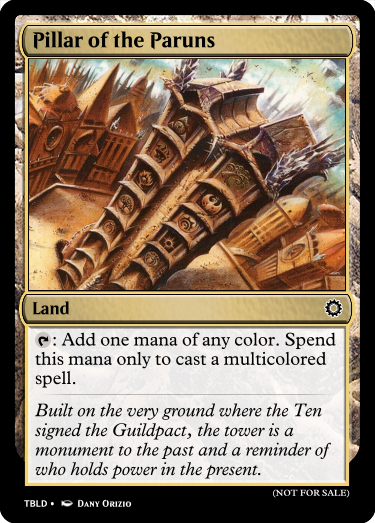 Pillar of the Paruns
Land
: Add one mana of any color. Spend
this mana only to cast a multicolored
spell.
Built on the very ground where the Ten
signed the Guildpact, the tower is a
monument to the past and a reminder of
who holds power in the present.
(NOT FOR SALE)
TBLD • Dany Orizio